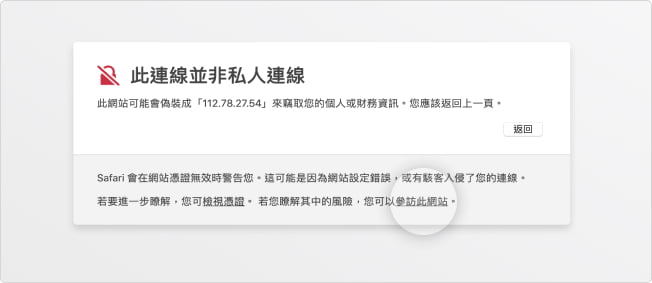 此連線並非私人連線
此網站可能會偽裝成「112.78.27.54」來竊取您的個人或財務資訊。您應該返回上一頁。
返回
Safari 會在網站憑證無效時警告您。這可能是因為網站設定錯誤，或有駭客入侵了您的連線。
若要進一步瞭解，您可檢視憑證。 若您瞭解其中的風險，您可以參訪此網站。